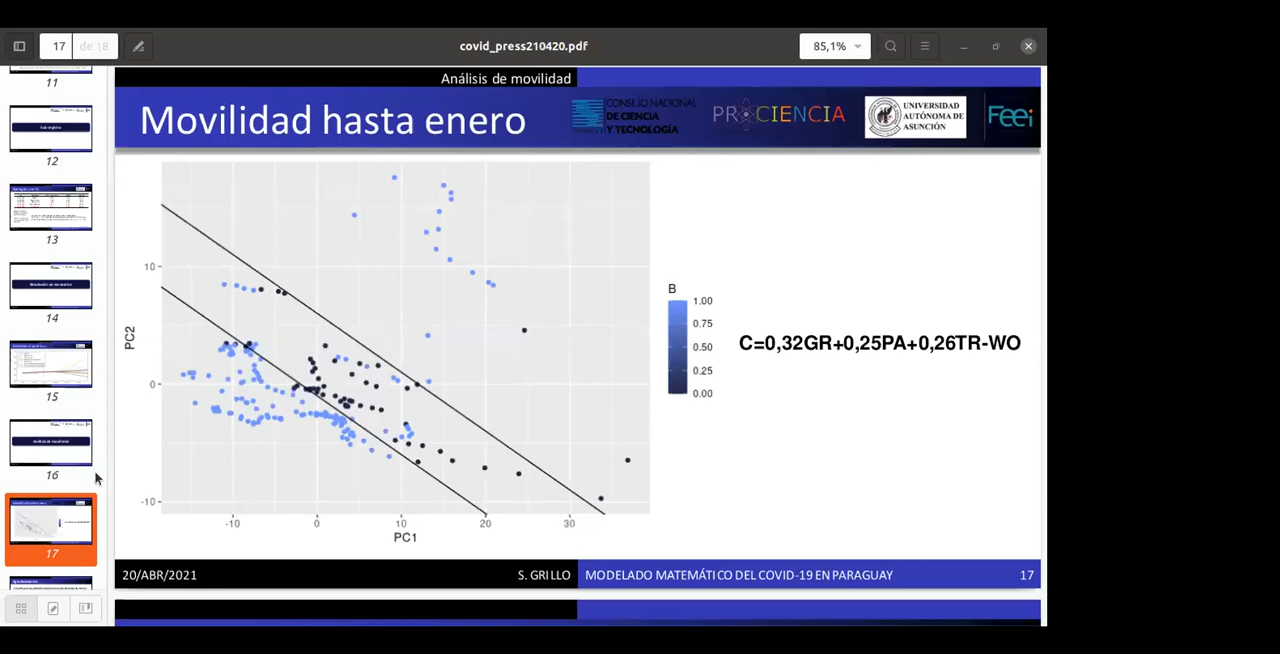 17 de 18
covid_press210420.pdf
85,1%
11
12
13
14
15
16
17
Análisis de movilidad
Movilidad hasta enero
CONSEJO NACIONAL
DE CIENCIA
Y TECNOLOGÍA
PROCIENCIA
UNIVERSIDAD
AUTÓNOMA DE
ASUNCIÓN
Feei
PC2
10
0
-10
-10 0 10 20 30
PC1
B
1.00
0.75
0.50
0.25
0.00
C=0,32GR+0,25PA+0,26TR-WO
20/ABR/2021
S. GRILLO
MODELADO MATEMÁTICO DEL COVID-19 EN PARAGUAY
17